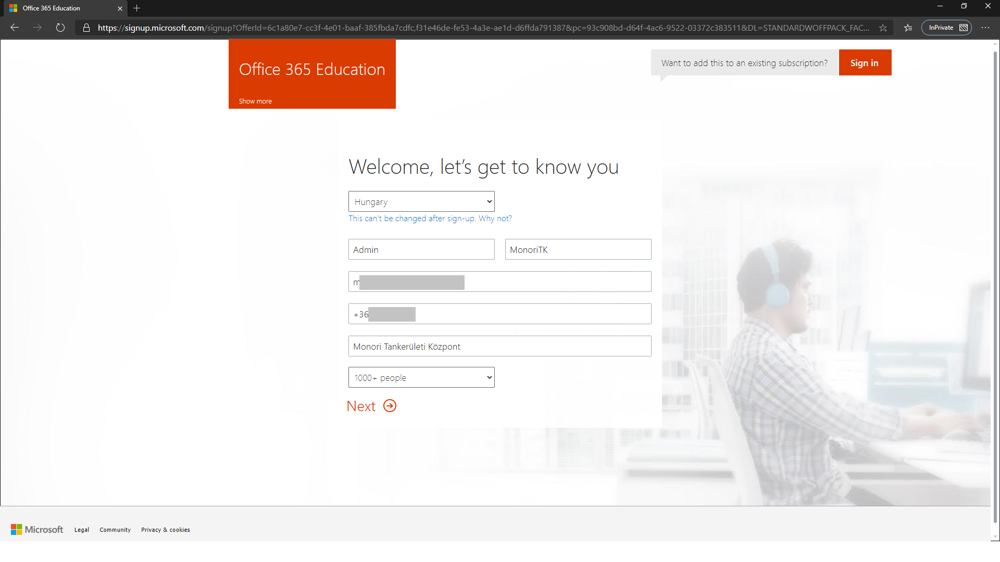 Office 365 Education
https://signup.microsoft.com/signup?OfferId=6c1a80e7-cc3f-4e01-baaf-385fbda7cdfc,f31e46de-fe53-4a3e-ae1d-d6ffda791387&pc=93c908bd-d64f-4ac6-9522-03372c383511&DL=STANDARDWOFFPACK_FAC...
InPrivate
Office 365 Education
Show more
Want to add this to an existing subscription?
Sign in
Welcome, let's get to know you
Hungary
This can't be changed after sign-up. Why not?
Admin
MonoriTK
m
+36
Monori Tankerületi Központ
1000+ people
Next
Microsoft
Legal
Community
Privacy & cookies